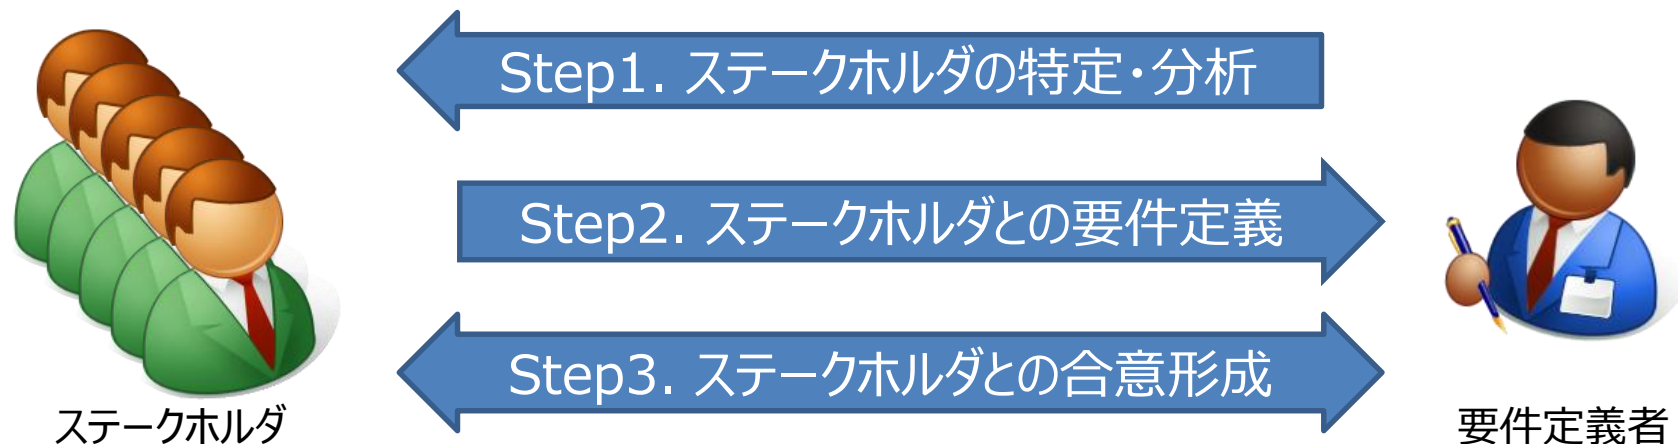 Step1. ステークホルダの特定・分析
Step2. ステークホルダとの要件定義
Step3. ステークホルダとの合意形成
ステークホルダ
要件定義者